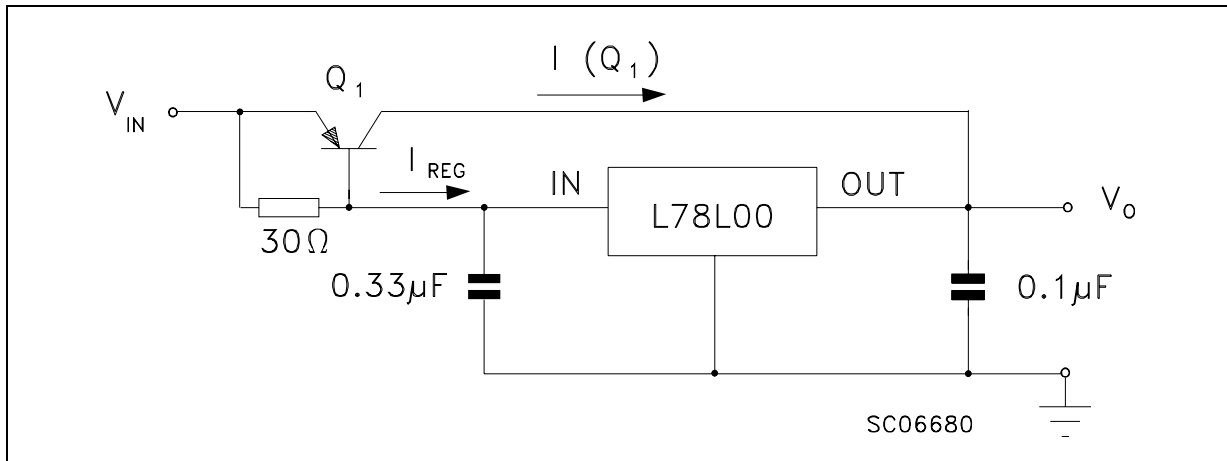 I (Q1)
Q1
VIN
IREG
IN
OUT
L78L00
VO
30Ω
0.33µF
0.1µF
SC06680